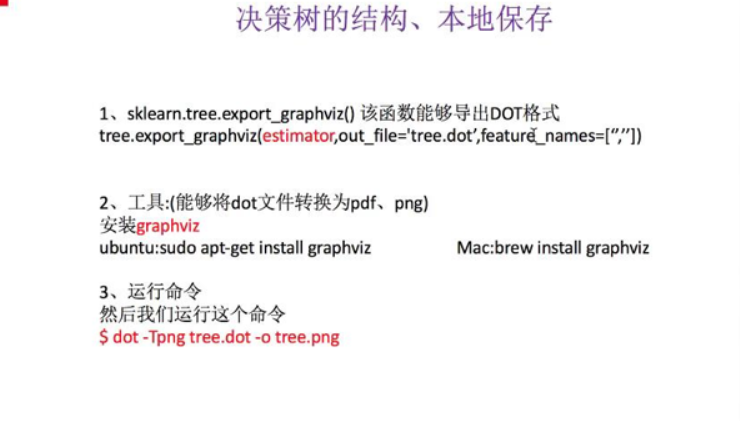 决策树的结构、本地保存
1、sklearn.tree.export_graphviz() 该函数能够导出DOT格式
tree.export_graphviz(estimator,out_file='tree.dot’,feature_names=[“,”])
2、工具:(能够将dot文件转换为pdf、png)
安装graphviz
ubuntu:sudo apt-get install graphviz Mac:brew install graphviz
3、运行命令
然后我们运行这个命令
$ dot -Tpng tree.dot -o tree.png